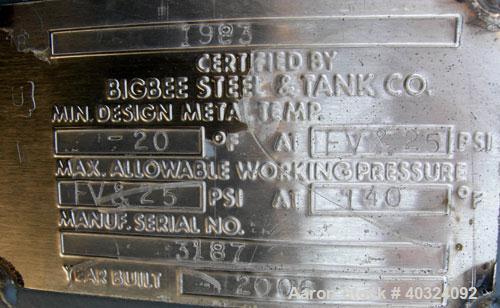 1983
CERTIFIED BY
BIGBEE STEEL & TANK CO.
MIN. DESIGN METAL TEMP.
-20 °F AT FV & 25 PSI
MAX. ALLOWABLE WORKING PRESSURE
FV & 25 PSI AT 140 °F
MANUF. SERIAL NO.
3187
YEAR BUILT
Stock # 40324092